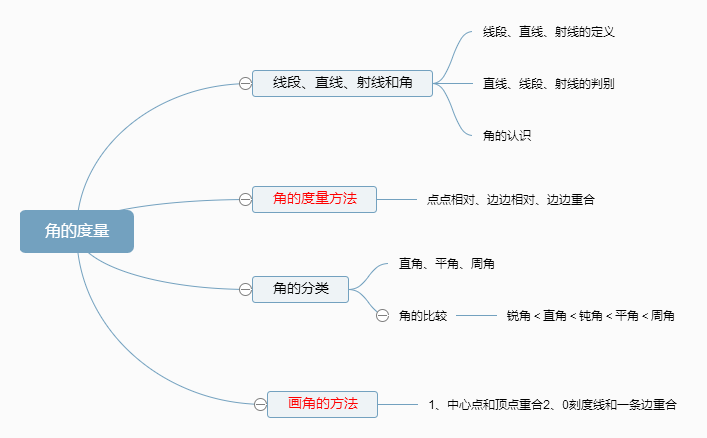 角的度量
线段、直线、射线和角
线段、直线、射线的定义
直线、线段、射线的判别
角的认识
角的度量方法
点点相对、边边相对、边边重合
角的分类
直角、平角、周角
角的比较
锐角＜直角＜钝角＜平角＜周角
画角的方法
1、中心点和顶点重合2、0刻度线和一条边重合